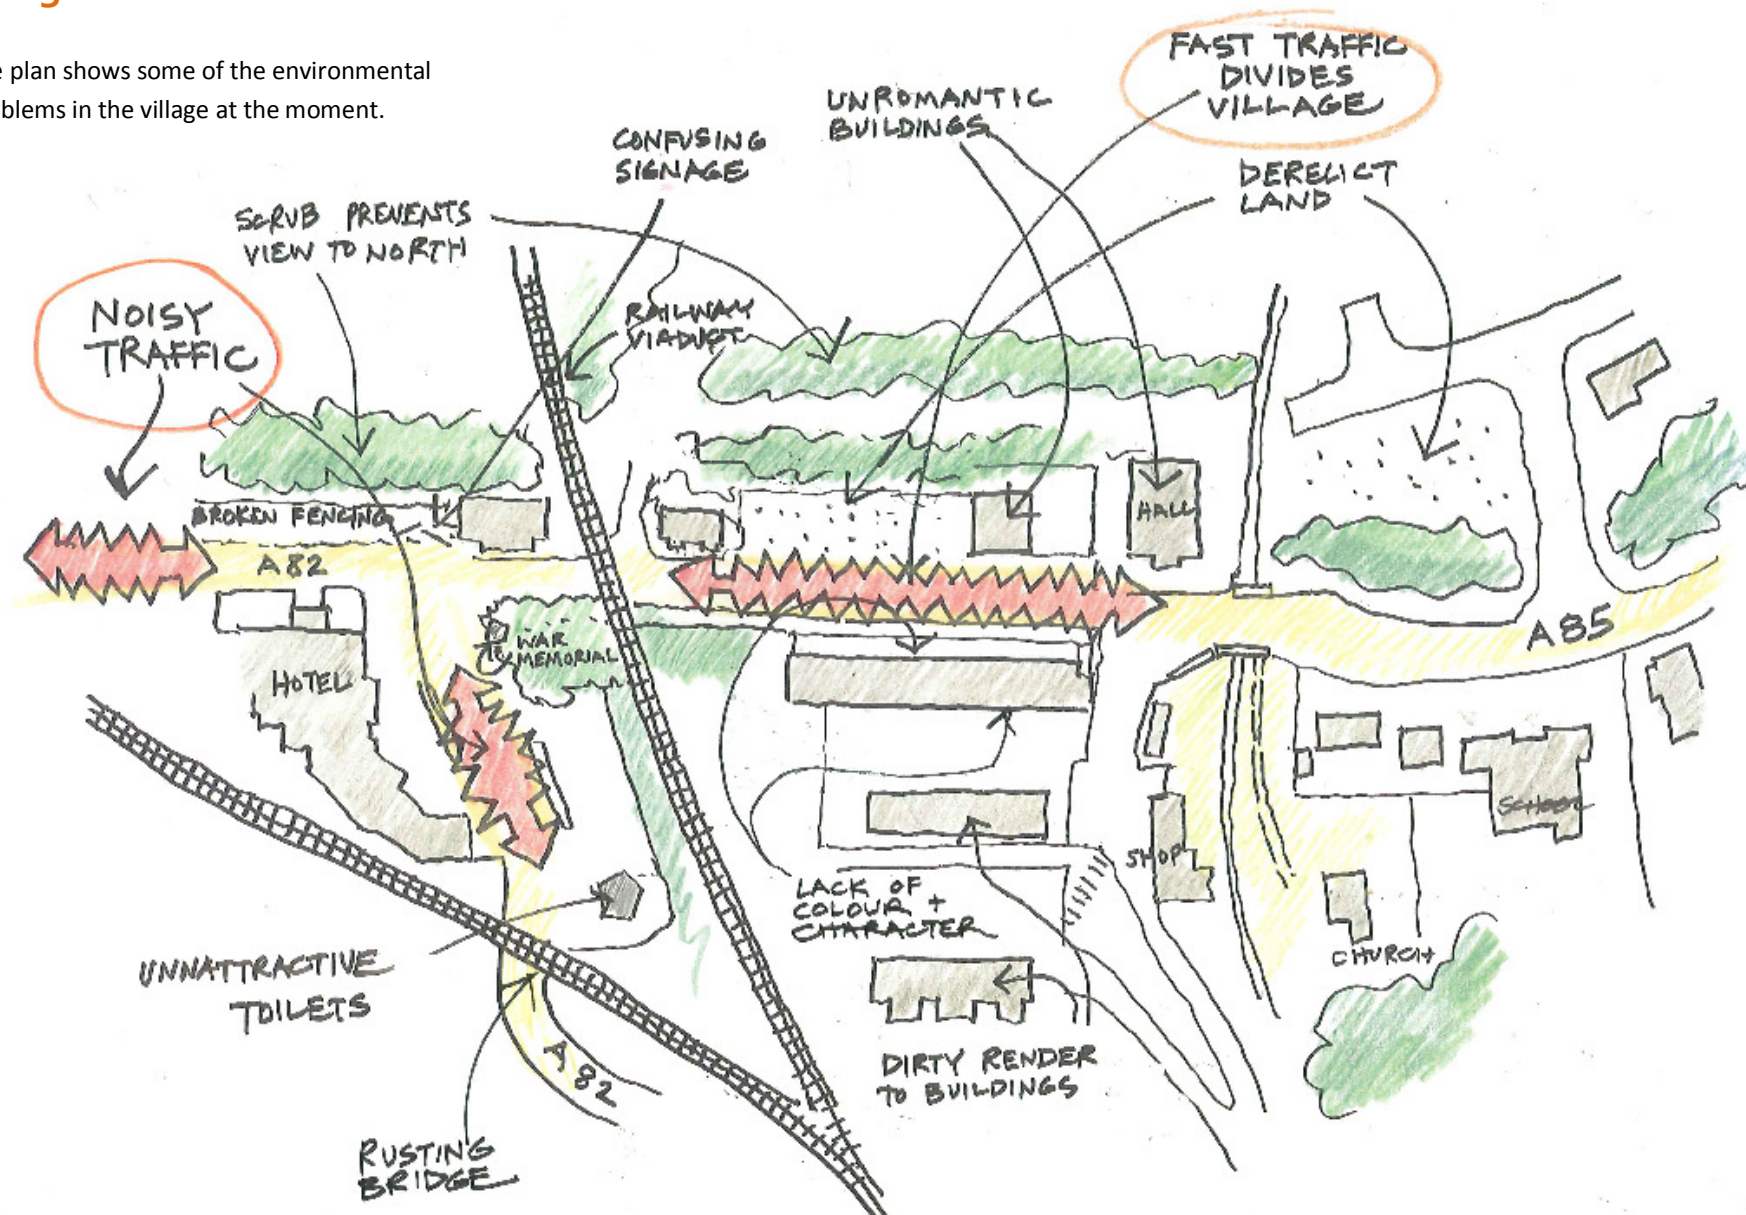 g
e plan shows some of the environmental
blems in the village at the moment.
FAST TRAFFIC
DIVIDES
VILLAGE
UNROMANTIC
BUILDINGS
CONFUSING
SIGNAGE
DERELICT
LAND
SCRUB PREVENTS
VIEW TO NORTH
NOISY
TRAFFIC
RAILWAY
VIADUCT
BROKEN FENCING
HALL
A82
A85
WAR
MEMORIAL
HOTEL
SCHOOL
SHOP
LACK OF
COLOUR +
CHARACTER
CHURCH
UNNATTRACTIVE
TOILETS
DIRTY RENDER
TO BUILDINGS
A82
RUSTING
BRIDGE